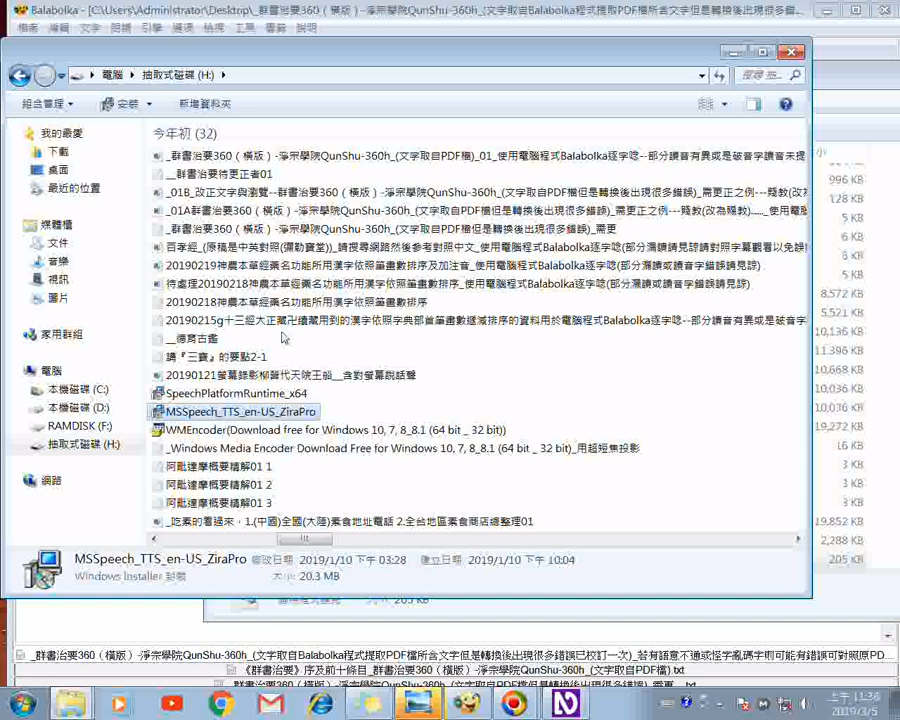 Balabolka - [C:\Users\Administrator\Desktop\_群書治要360（橫版）-淨宗學院QunShu-360h_(文字取自Balabolka程式提取PDF檔所含文字但是轉換後出現很多錯...
檔案 編輯 文字 閱讀 引擎 選項 檢視 工具 書籤 說明
電腦 ▸ 抽取式磁碟 (H:) ▸
搜尋 抽...
組合管理 ▾ 安裝 ▾ 新增資料夾
我的最愛
下載
桌面
最近的位置
媒體櫃
文件
音樂
視訊
圖片
家用群組
電腦
本機磁碟 (C:)
本機磁碟 (D:)
RAMDISK (F:)
抽取式磁碟 (H:)
網路
今年初 (32)
_群書治要360（橫版）-淨宗學院QunShu-360h_(文字取自PDF檔)_01_使用電腦程式Balabolka逐字唸--部分讀音有異或是破音字讀音未提
__群書治要待更正者01
_01B_改正文字與瀏覽--群書治要360（橫版）-淨宗學院QunShu-360h_(文字取自PDF檔但是轉換後出現很多錯誤)_需更正之例---賤教(改為
_01A群書治要360（橫版）-淨宗學院QunShu-360h_(文字取自PDF檔但是轉換後出現很多錯誤)_需更正之例---賤教(改為賜教)......_使用電
_群書治要360（橫版）-淨宗學院QunShu-360h_(文字取自PDF檔但是轉換後出現很多錯誤)_需更
百孝經_(原稿是中英對照(彌勒寶堂))_請搜尋網路然後參考對照中文_使用電腦程式Balabolka逐字唸(部分漏讀請對照字幕觀看以免誤
20190219神農本草經藥名功能所用漢字依照筆畫數排序及加注音_使用電腦程式Balabolka逐字唸(部分漏讀或讀音字錯誤請見諒)
待處理20190218神農本草經藥名功能所用漢字依照筆畫數排序_使用電腦程式Balabolka逐字唸(部分漏讀或讀音字錯誤請見諒)
20190218神農本草經藥名功能所用漢字依照筆畫數排序
20190215g十三經大正藏卍續藏用到的漢字依照字典部首筆畫數遞減排序的資料用於電腦程式Balabolka逐字唸--部分讀音有異或是破音字
__德育古鑑
請『三寶』的要點2-1
20190121螢幕錄影柳營代天院王船__含對螢幕說話聲
SpeechPlatformRuntime_x64
MSSpeech_TTS_en-US_ZiraPro
WMEncoder(Download free for Windows 10, 7, 8_8.1 (64 bit _ 32 bit))
_Windows Media Encoder Download Free for Windows 10, 7, 8_8.1 (64 bit _ 32 bit)_用超短焦投影
阿毗達摩概要精解01 1
阿毗達摩概要精解01 2
阿毗達摩概要精解01 3
_吃素的看過來，1.(中國)全國(大陸)素食地址電話 2.全台地區素食商店總整理01
小
996 KB
128 KB
5 KB
6 KB
5 KB
5 KB
8,572 KB
5,521 KB
10,136 KB
11,396 KB
10,668 KB
10,036 KB
19,272 KB
16 KB
3 KB
3 KB
3 KB
19,852 KB
2,288 KB
205 KB
MSSpeech_TTS_en-US_ZiraPro 修改日期: 2019/1/10 下午 03:28 建立日期: 2019/1/10 下午 10:04
Windows Installer 封裝 大小: 20.3 MB
205 KB
_群書治要360（橫版）-淨宗學院QunShu-360h_(文字取自Balabolka程式提取PDF檔所含文字但是轉換後出現很多錯誤已校訂一次)_若有語意不通或怪字亂碼字則可能有錯誤可對照原PD...
《群書治要》序及前十條目_群書治要360（橫版）-淨宗學院QunShu-360h_(文字取自PDF檔).txt
上午 11:36
2019/3/5